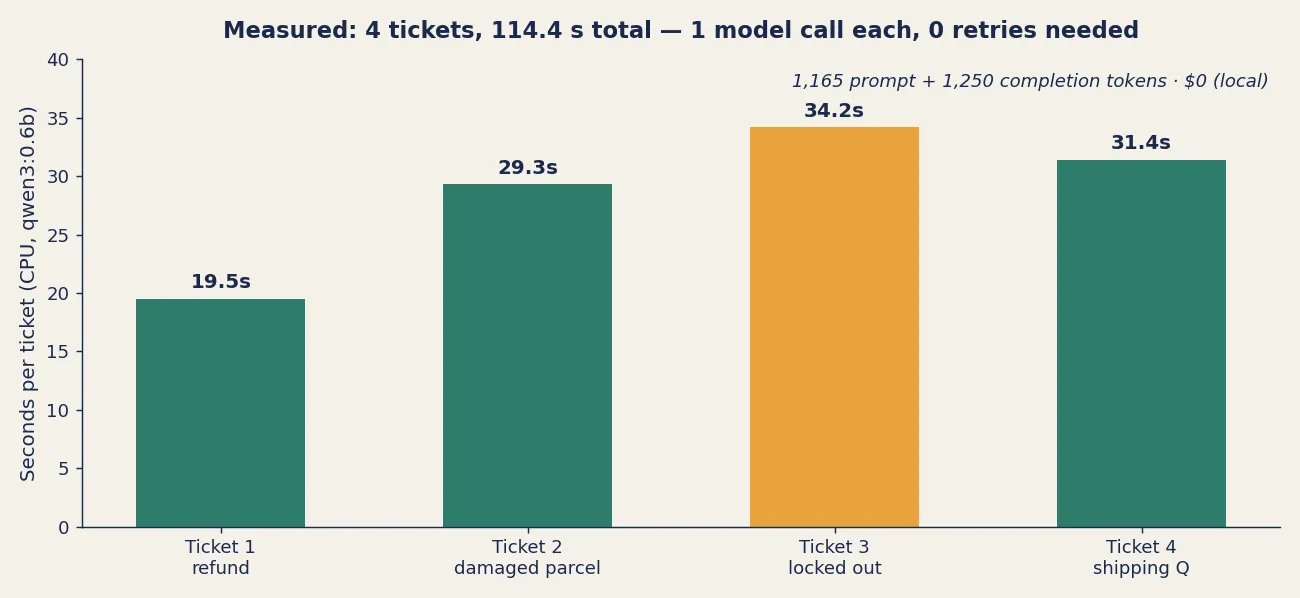 Measured: 4 tickets, 114.4 s total — 1 model call each, 0 retries needed
1,165 prompt + 1,250 completion tokens · $0 (local)
Seconds per ticket (CPU, qwen3:0.6b)
40
35
30
25
20
15
10
5
0
19.5s
29.3s
34.2s
31.4s
Ticket 1
refund
Ticket 2
damaged parcel
Ticket 3
locked out
Ticket 4
shipping Q